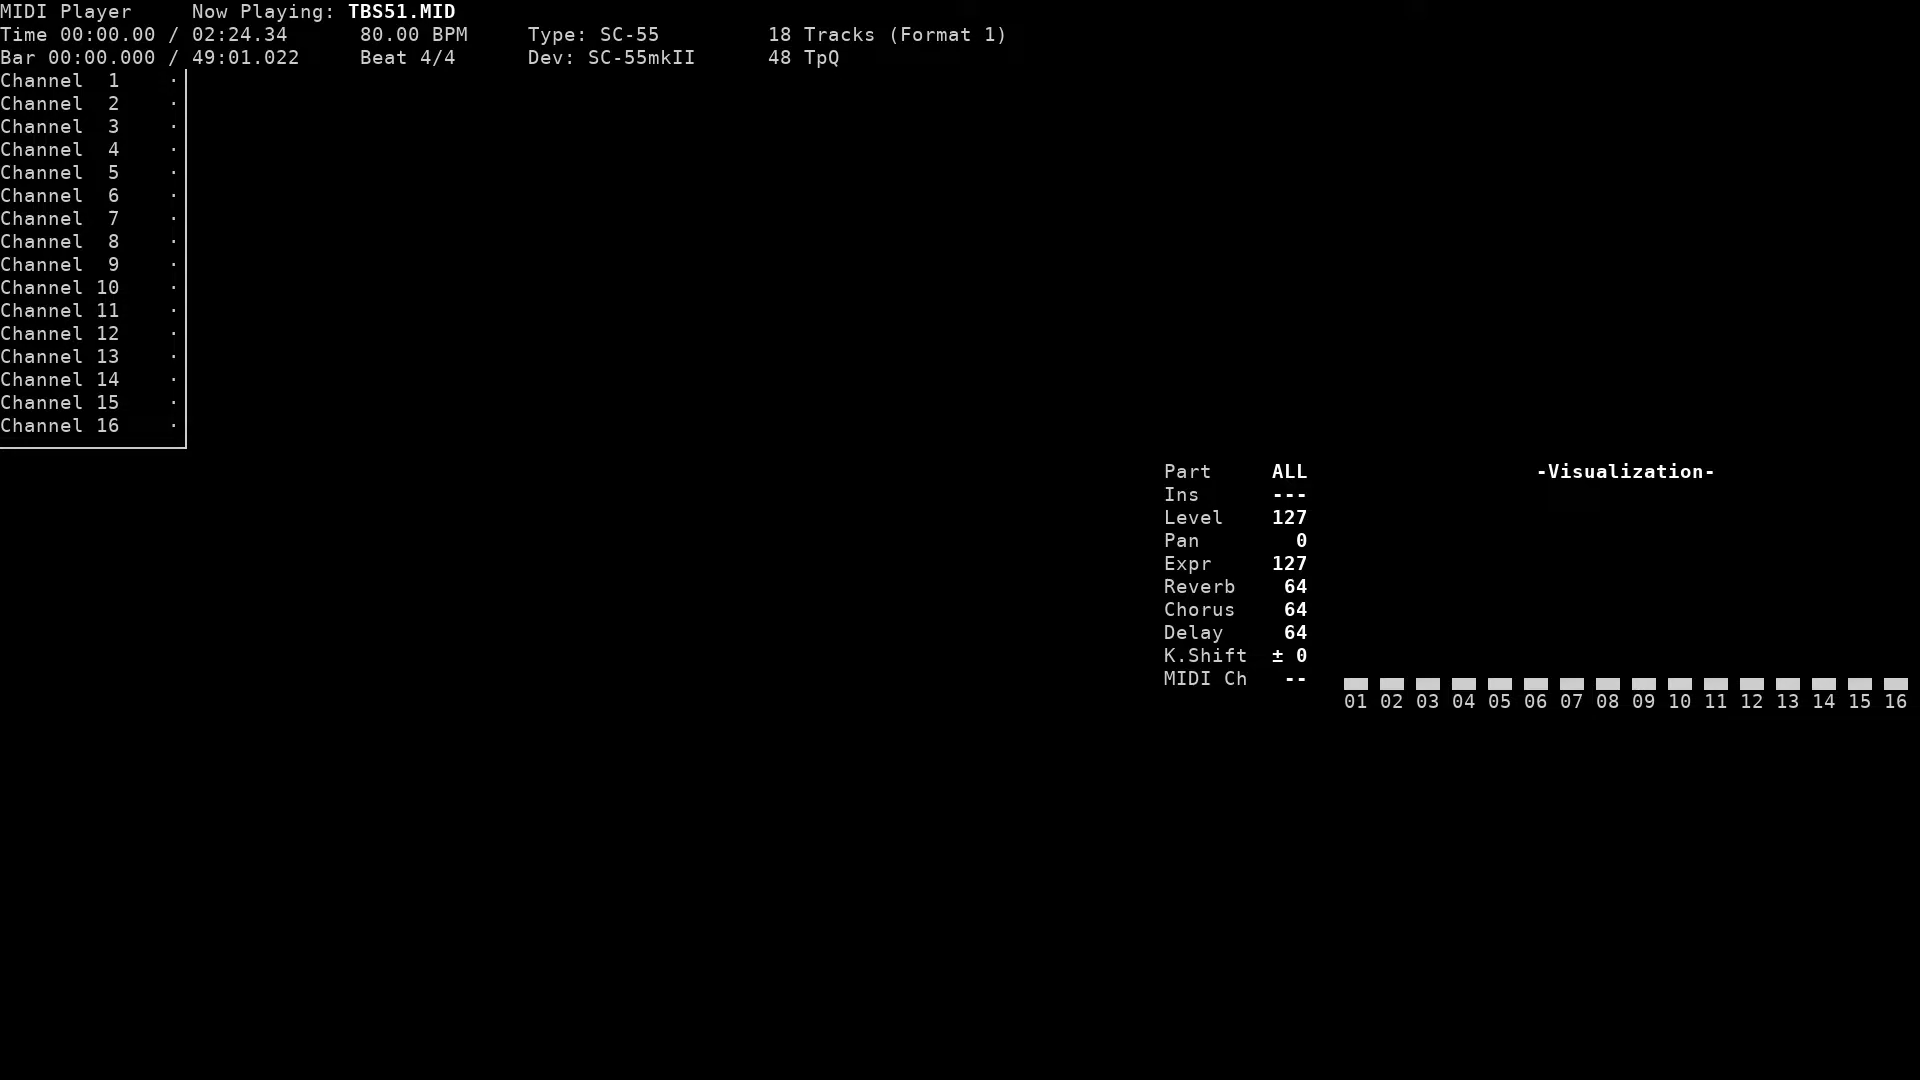 MIDI Player     Now Playing: TBS51.MID
Time 00:00.00 / 02:24.34      80.00 BPM     Type: SC-55         18 Tracks (Format 1)
Bar 00:00.000 / 49:01.022     Beat 4/4      Dev: SC-55mkII      48 TpQ
Channel  1    ·
Channel  2    ·
Channel  3    ·
Channel  4    ·
Channel  5    ·
Channel  6    ·
Channel  7    ·
Channel  8    ·
Channel  9    ·
Channel 10    ·
Channel 11    ·
Channel 12    ·
Channel 13    ·
Channel 14    ·
Channel 15    ·
Channel 16    ·
Part     ALL                   -Visualization-
Ins      ---
Level    127
Pan        0
Expr     127
Reverb    64
Chorus    64
Delay     64
K.Shift  ± 0
MIDI Ch   --
01 02 03 04 05 06 07 08 09 10 11 12 13 14 15 16